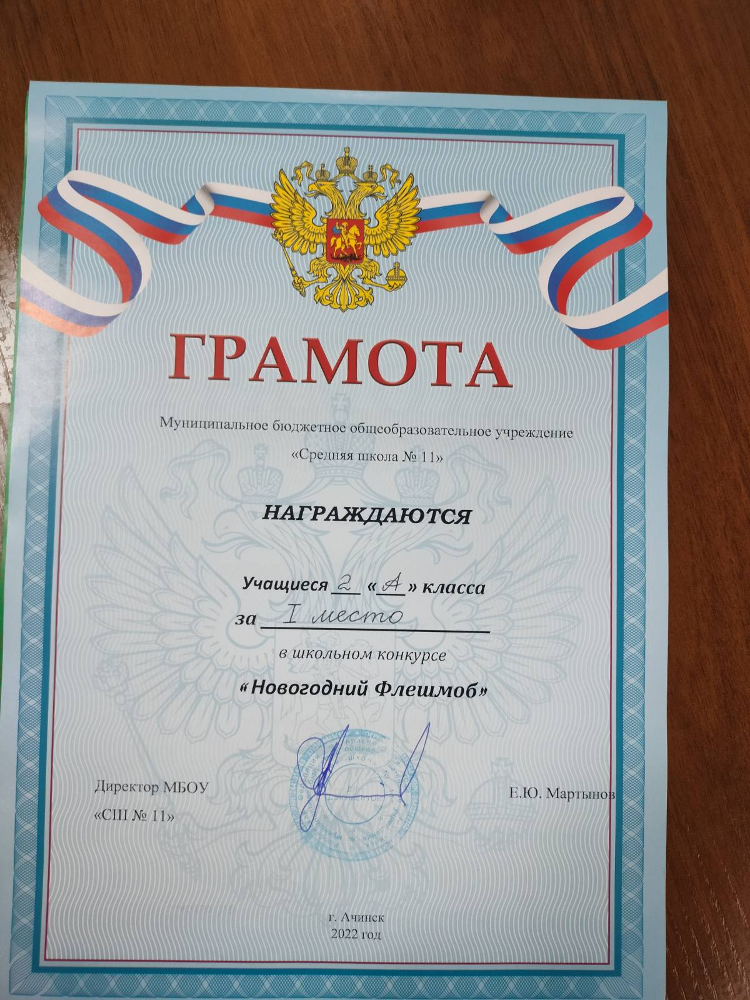 ГРАМОТА
Муниципальное бюджетное общеобразовательное учреждение
«Средняя школа № 11»
НАГРАЖДАЮТСЯ
Учащиеся 2 «А» класса
за I место
в школьном конкурсе
«Новогодний Флешмоб»
Директор МБОУ
«СШ № 11»
Е.Ю. Мартынов
г. Ачинск
2022 год